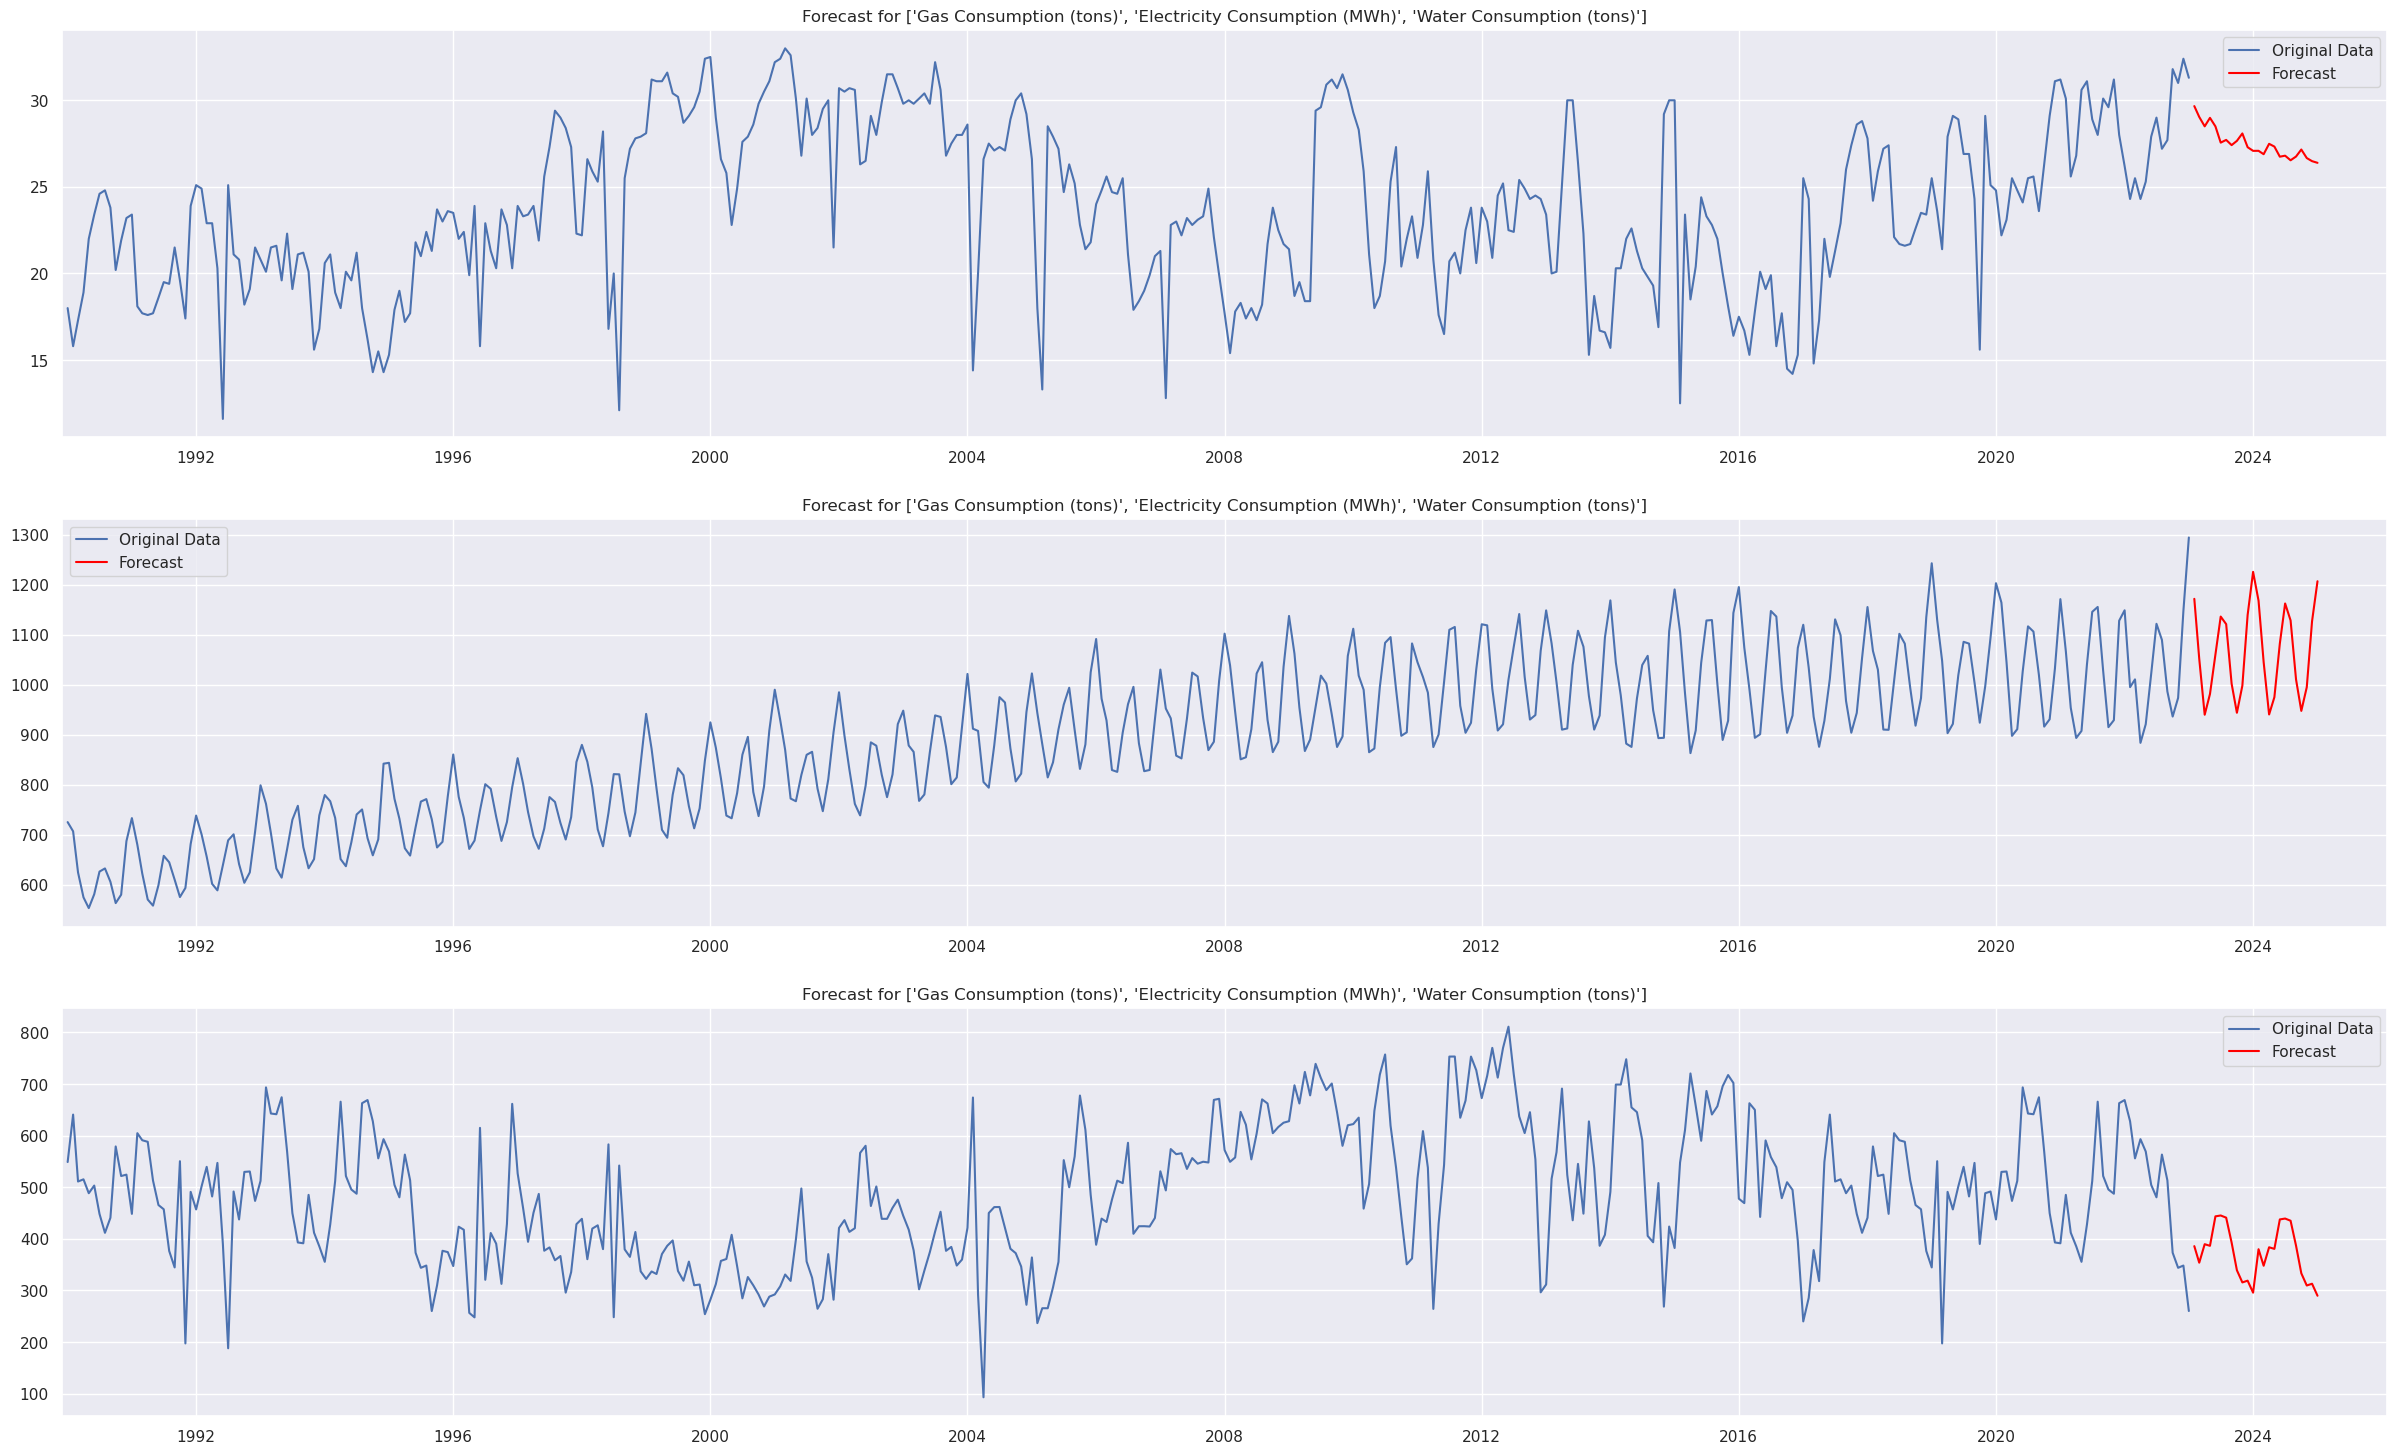 Forecast for ['Gas Consumption (tons)', 'Electricity Consumption (MWh)', 'Water Consumption (tons)']
Original Data
Forecast
30
25
20
15
1992 1996 2000 2004 2008 2012 2016 2020 2024
Forecast for ['Gas Consumption (tons)', 'Electricity Consumption (MWh)', 'Water Consumption (tons)']
1300
Original Data
Forecast
1200
1100
1000
900
800
700
600
1992 1996 2000 2004 2008 2012 2016 2020 2024
Forecast for ['Gas Consumption (tons)', 'Electricity Consumption (MWh)', 'Water Consumption (tons)']
800
Original Data
Forecast
700
600
500
400
300
200
100
1992 1996 2000 2004 2008 2012 2016 2020 2024